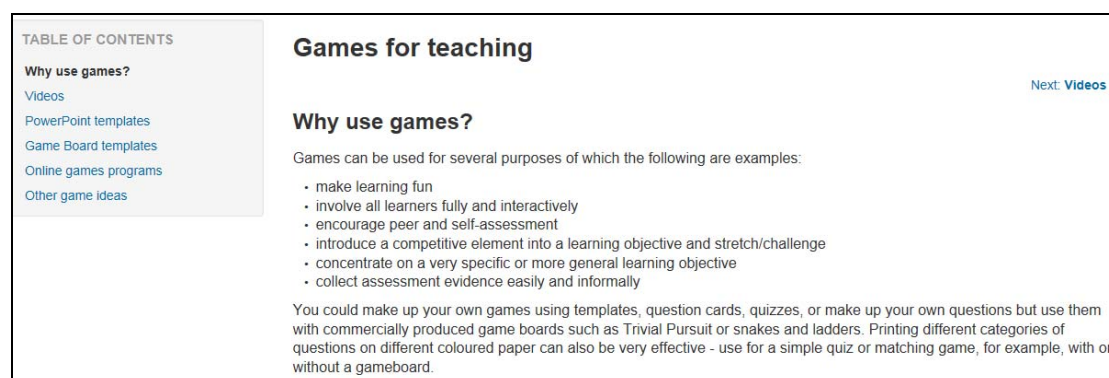 TABLE OF CONTENTS
Why use games?
Videos
PowerPoint templates
Game Board templates
Online games programs
Other game ideas
Games for teaching
Next: Videos
Why use games?
Games can be used for several purposes of which the following are examples:
• make learning fun
• involve all learners fully and interactively
• encourage peer and self-assessment
• introduce a competitive element into a learning objective and stretch/challenge
• concentrate on a very specific or more general learning objective
• collect assessment evidence easily and informally
You could make up your own games using templates, question cards, quizzes, or make up your own questions but use them
with commercially produced game boards such as Trivial Pursuit or snakes and ladders. Printing different categories of
questions on different coloured paper can also be very effective - use for a simple quiz or matching game, for example, with or
without a gameboard.